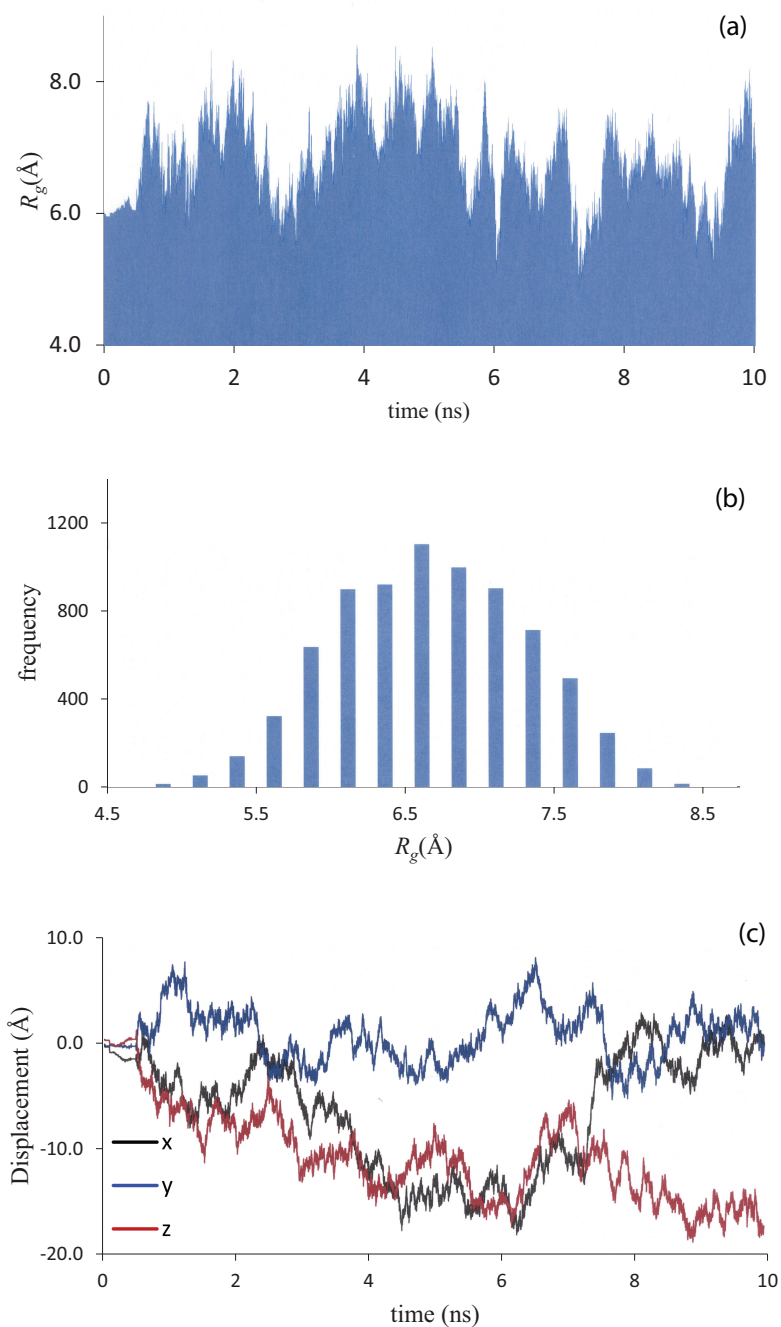 (a)
8.0
6.0
4.0
R_g(Å)
0 2 4 6 8 10
time (ns)
(b)
1200
800
400
0
frequency
4.5 5.5 6.5 7.5 8.5
R_g(Å)
(c)
10.0
0.0
-10.0
-20.0
Displacement (Å)
x
y
z
0 2 4 6 8 10
time (ns)